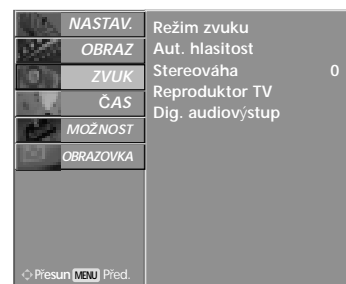 NASTAV.
OBRAZ
ZVUK
ČAS
MOŽNOST
OBRAZOVKA
Přesun MENU Před.
Režim zvuku
Aut. hlasitost
Stereováha 0
Reproduktor TV
Dig. audiovýstup